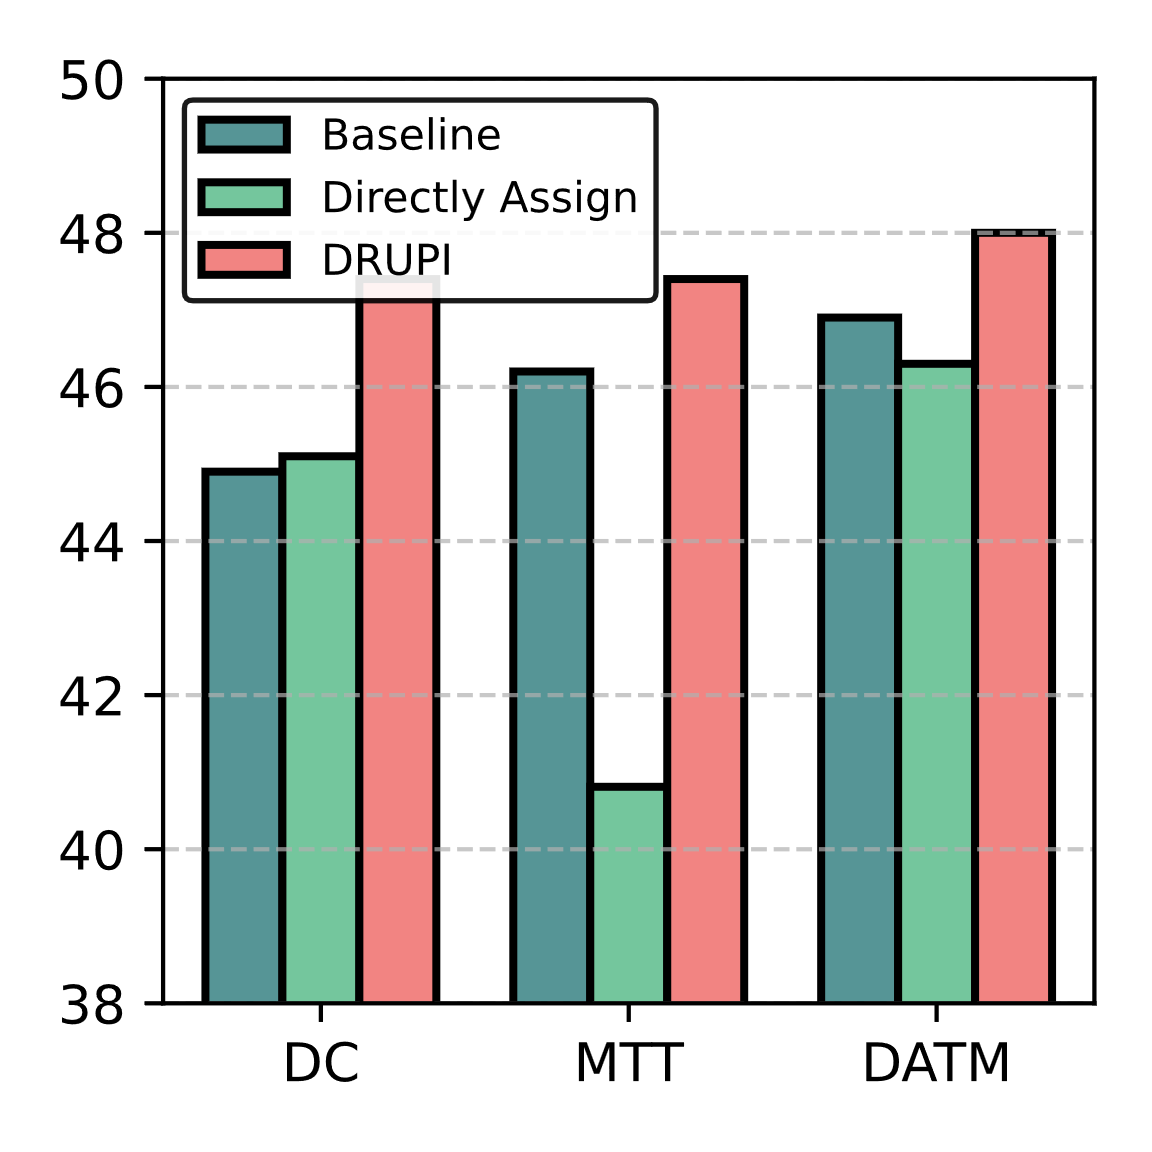 50
48
46
44
42
40
38
Baseline
Directly Assign
DRUPI
DC MTT DATM